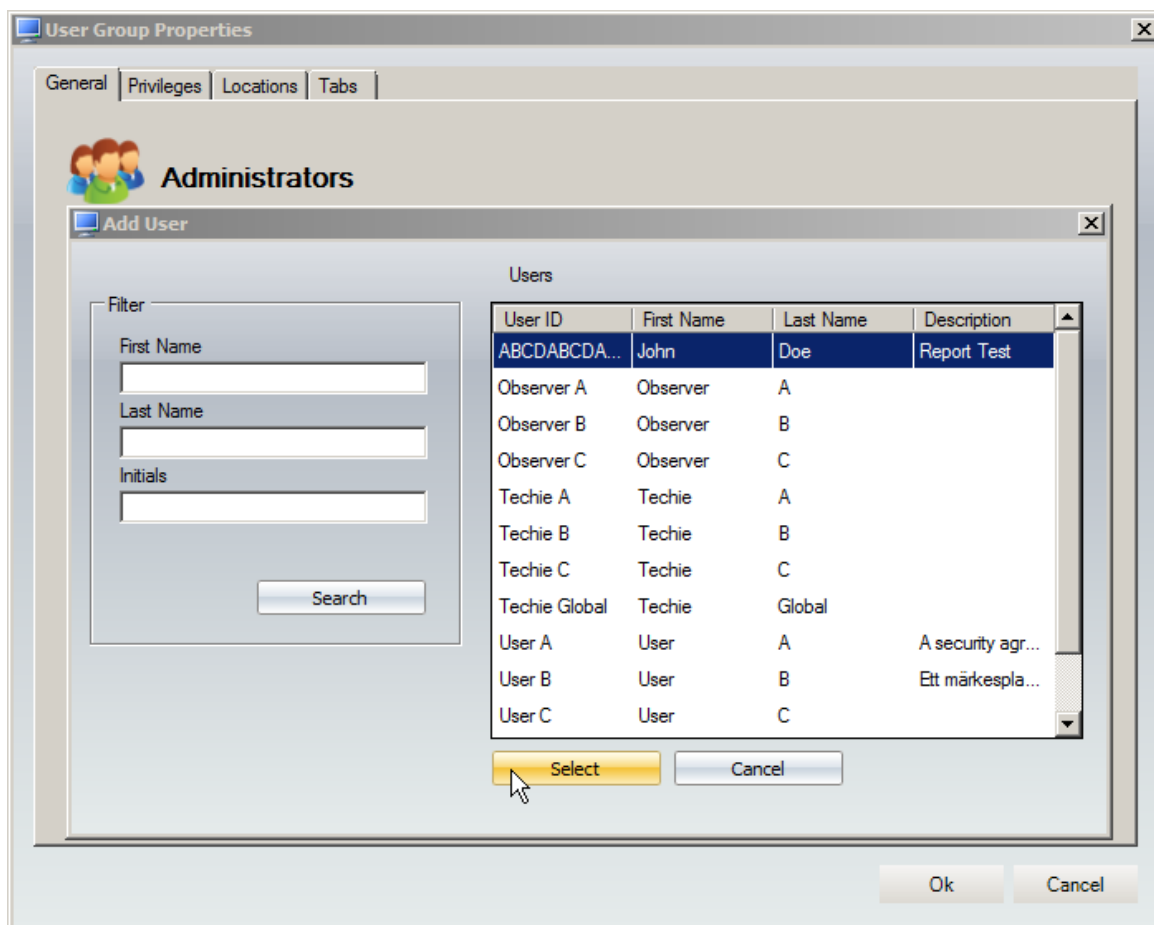 User Group Properties
General Privileges Locations Tabs
Administrators
Add User
Filter
First Name
Last Name
Initials
Search
Users
User ID First Name Last Name Description
ABCDABCDA... John Doe Report Test
Observer A Observer A
Observer B Observer B
Observer C Observer C
Techie A Techie A
Techie B Techie B
Techie C Techie C
Techie Global Techie Global
User A User A A security agr...
User B User B Ett märkespla...
User C User C
Select Cancel
Ok Cancel